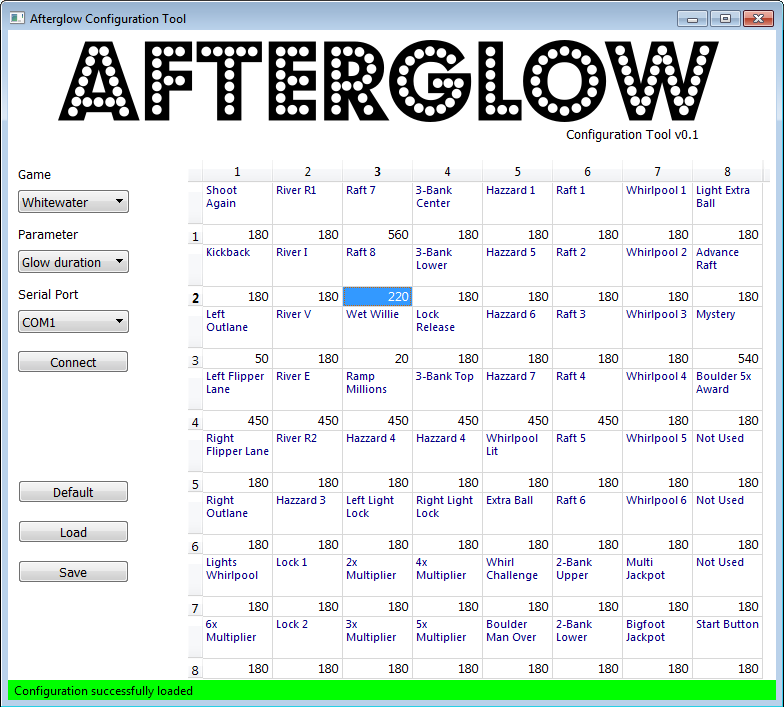 Afterglow Configuration Tool
AFTERGLOW
Configuration Tool v0.1
Game
Whitewater
Parameter
Glow duration
Serial Port
COM1
Connect
Default
Load
Save
1 2 3 4 5 6 7 8
Shoot River R1 Raft 7 3-Bank Hazzard 1 Raft 1 Whirlpool 1 Light Extra
Again Center Ball
1 180 180 560 180 180 180 180 180
Kickback River I Raft 8 3-Bank Hazzard 5 Raft 2 Whirlpool 2 Advance
Lower Raft
2 180 180 220 180 180 180 180 180
Left River V Wet Willie Lock Hazzard 6 Raft 3 Whirlpool 3 Mystery
Outlane Release
3 50 180 20 180 180 180 180 540
Left Flipper River E Ramp 3-Bank Top Hazzard 7 Raft 4 Whirlpool 4 Boulder 5x
Lane Millions Award
4 450 450 450 450 450 450 180 180
Right River R2 Hazzard 4 Hazzard 4 Whirlpool Raft 5 Whirlpool 5 Not Used
Flipper Lane Lit
5 180 180 180 180 180 180 180 180
Right Hazzard 3 Left Light Right Light Extra Ball Raft 6 Whirlpool 6 Not Used
Outlane Lock Lock
6 180 180 180 180 180 180 180 180
Lights Lock 1 2x 4x Whirl 2-Bank Multi Not Used
Whirlpool Multiplier Multiplier Challenge Upper Jackpot
7 180 180 180 180 180 180 180 180
6x Lock 2 3x 5x Boulder 2-Bank Bigfoot Start Button
Multiplier Multiplier Multiplier Man Over Lower Jackpot
8 180 180 180 180 180 180 180 180
Configuration successfully loaded